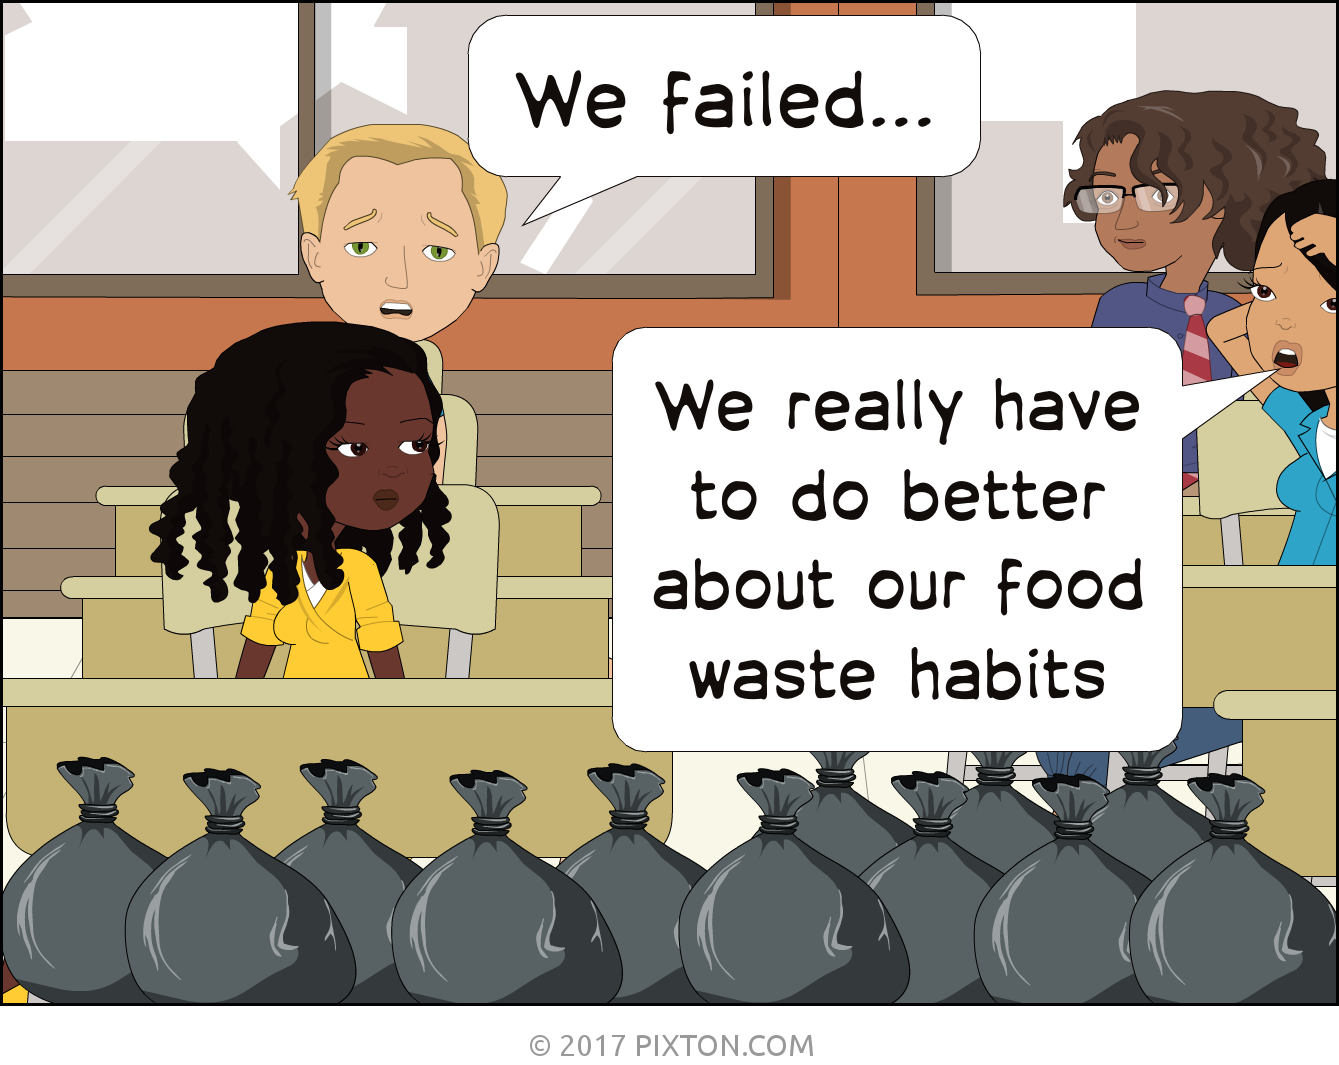 We failed...
We really have
to do better
about our food
waste habits
© 2017 PIXTON.COM